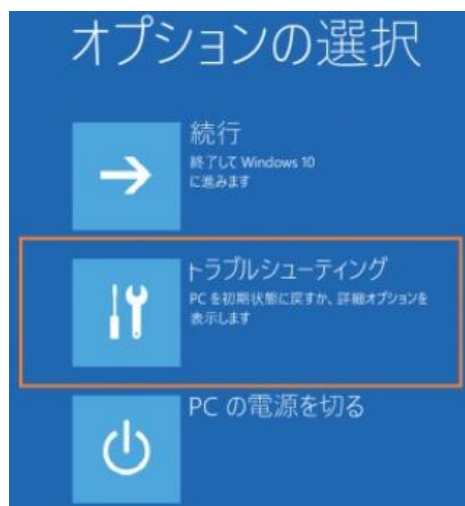 オプションの選択
続行
終了して Windows 10
に進みます
トラブルシューティング
PC を初期状態に戻すか、詳細オプションを
表示します
PC の電源を切る